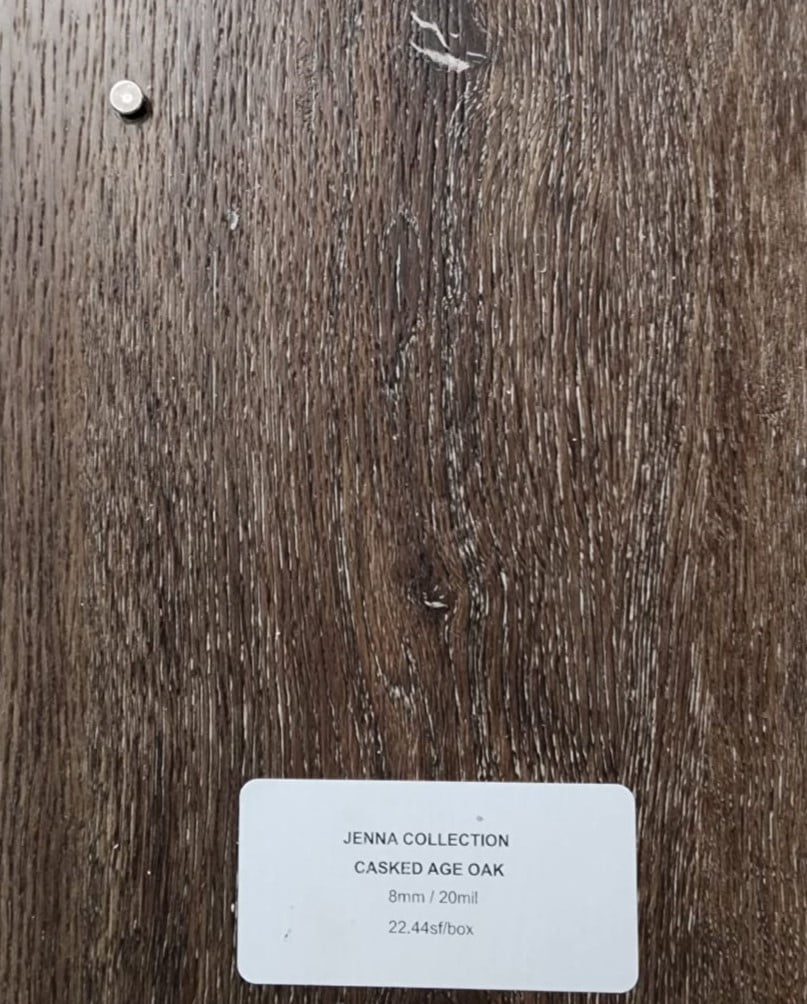 JENNA COLLECTION
CASKED AGE OAK
8mm / 20mil
22.44sf/box